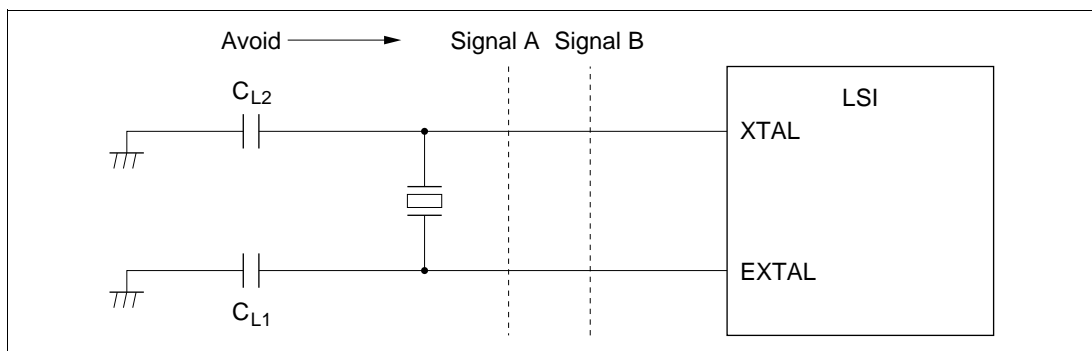 Avoid
Signal A
Signal B
CL2
LSI
XTAL
EXTAL
CL1